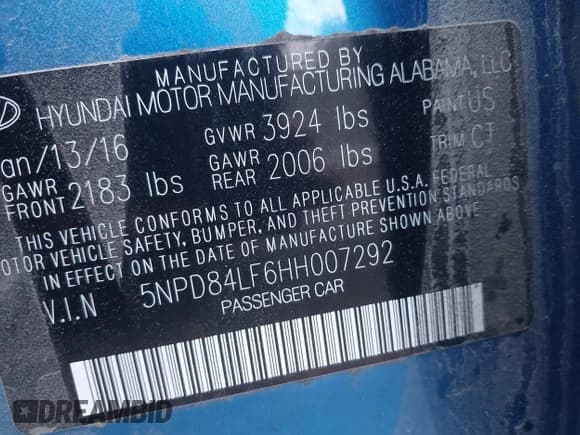 MANUFACTURED BY
HYUNDAI MOTOR MANUFACTURING ALABAMA, LLC
an/13/16 GVWR 3924 lbs PAINT US
GAWR FRONT 2183 lbs GAWR REAR 2006 lbs TRIM CT
THIS VEHICLE CONFORMS TO ALL APPLICABLE U.S.A. FEDERAL
OTOR VEHICLE SAFETY, BUMPER, AND THEFT PREVENTION STANDARDS
IN EFFECT ON THE DATE OF MANUFACTURE SHOWN ABOVE
V.I.N 5NPD84LF6HH007292
PASSENGER CAR
DREAMBID